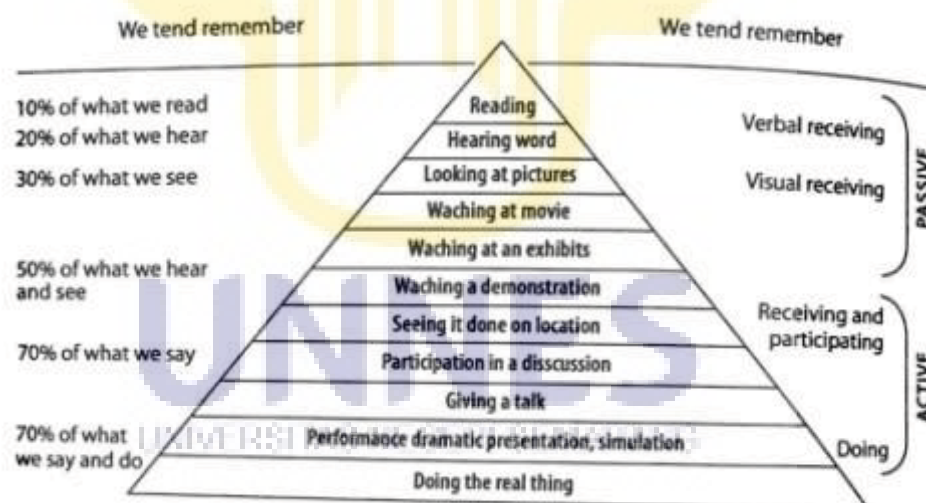 We tend remember
We tend remember
10% of what we read
20% of what we hear
30% of what we see
50% of what we hear
and see
70% of what we say
70% of what
we say and do
Reading
Hearing word
Looking at pictures
Waching at movie
Waching at an exhibits
Waching a demonstration
Seeing it done on location
Participation in a disscussion
Giving a talk
Performance dramatic presentation, simulation
Doing the real thing
Verbal receiving
Visual receiving
Receiving and
participating
Doing
PASSIVE
ACTIVE
UNNES